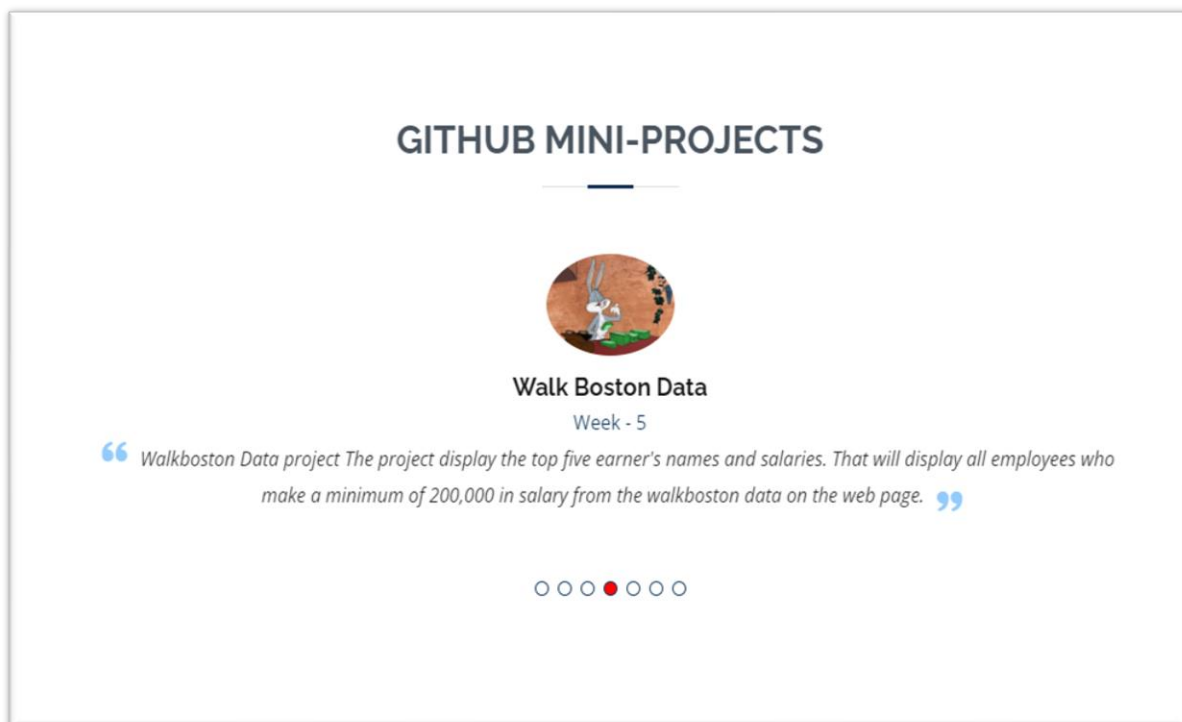 GITHUB MINI-PROJECTS
Walk Boston Data
Week - 5
“ Walkboston Data project The project display the top five earner's names and salaries. That will display all employees who
make a minimum of 200,000 in salary from the walkboston data on the web page. ”